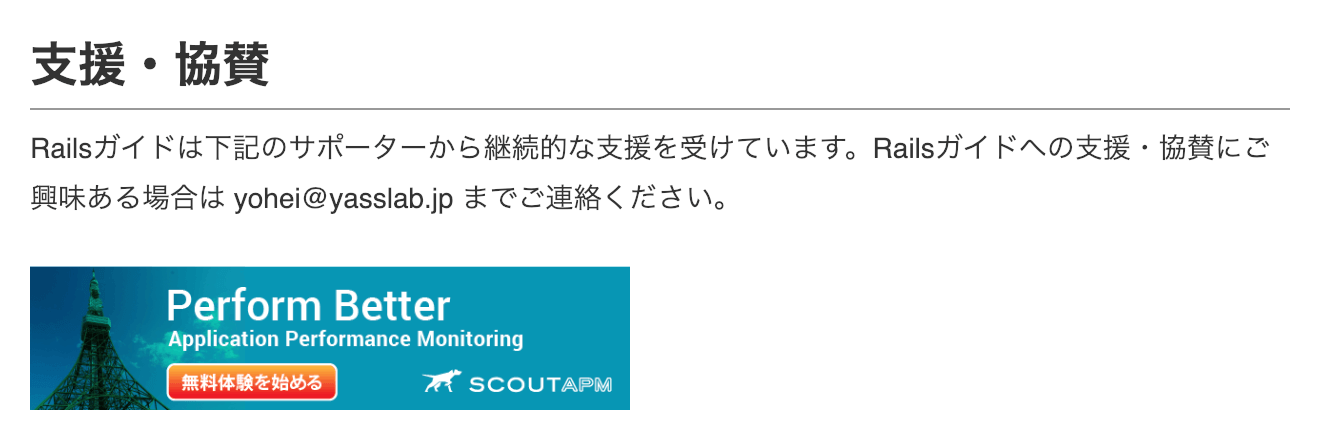 支援・協賛
Railsガイドは下記のサポーターから継続的な支援を受けています。Railsガイドへの支援・協賛にご
興味ある場合は yohei@yasslab.jp までご連絡ください。
Perform Better
Application Performance Monitoring
無料体験を始める
SCOUTAPM